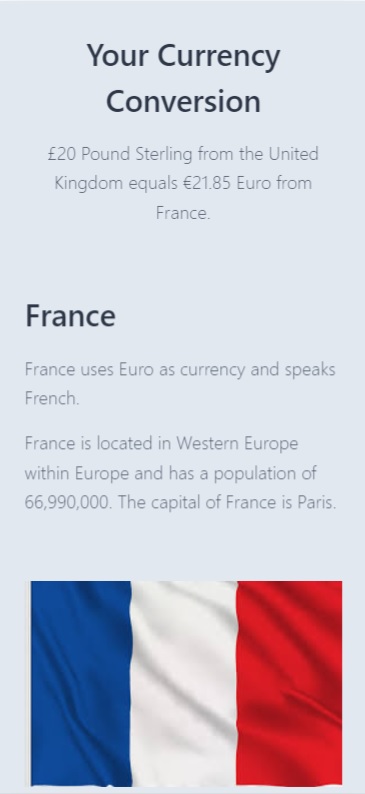 Your Currency
Conversion
£20 Pound Sterling from the United
Kingdom equals €21.85 Euro from
France.
France
France uses Euro as currency and speaks
French.
France is located in Western Europe
within Europe and has a population of
66,990,000. The capital of France is Paris.